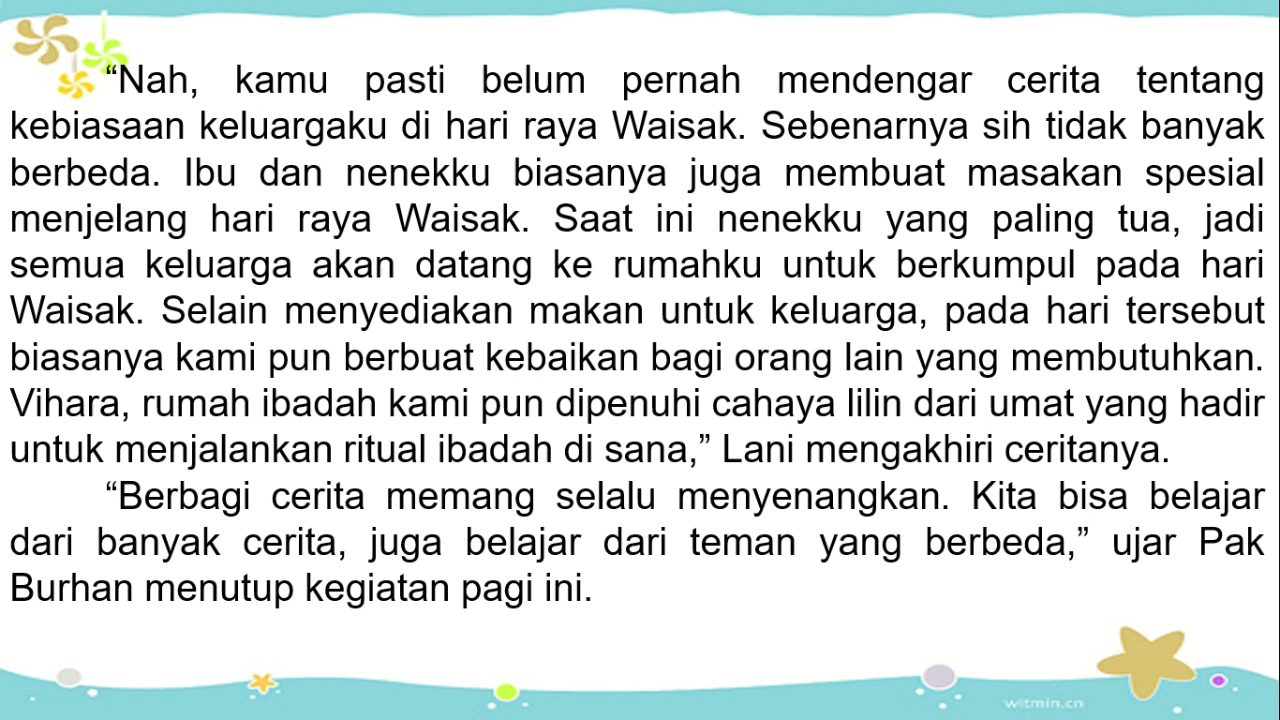 “Nah, kamu pasti belum pernah mendengar cerita tentang
kebiasaan keluargaku di hari raya Waisak. Sebenarnya sih tidak banyak
berbeda. Ibu dan nenekku biasanya juga membuat masakan spesial
menjelang hari raya Waisak. Saat ini nenekku yang paling tua, jadi
semua keluarga akan datang ke rumahku untuk berkumpul pada hari
Waisak. Selain menyediakan makan untuk keluarga, pada hari tersebut
biasanya kami pun berbuat kebaikan bagi orang lain yang membutuhkan.
Vihara, rumah ibadah kami pun dipenuhi cahaya lilin dari umat yang hadir
untuk menjalankan ritual ibadah di sana,” Lani mengakhiri ceritanya.
“Berbagi cerita memang selalu menyenangkan. Kita bisa belajar
dari banyak cerita, juga belajar dari teman yang berbeda,” ujar Pak
Burhan menutup kegiatan pagi ini.
witmin.cn